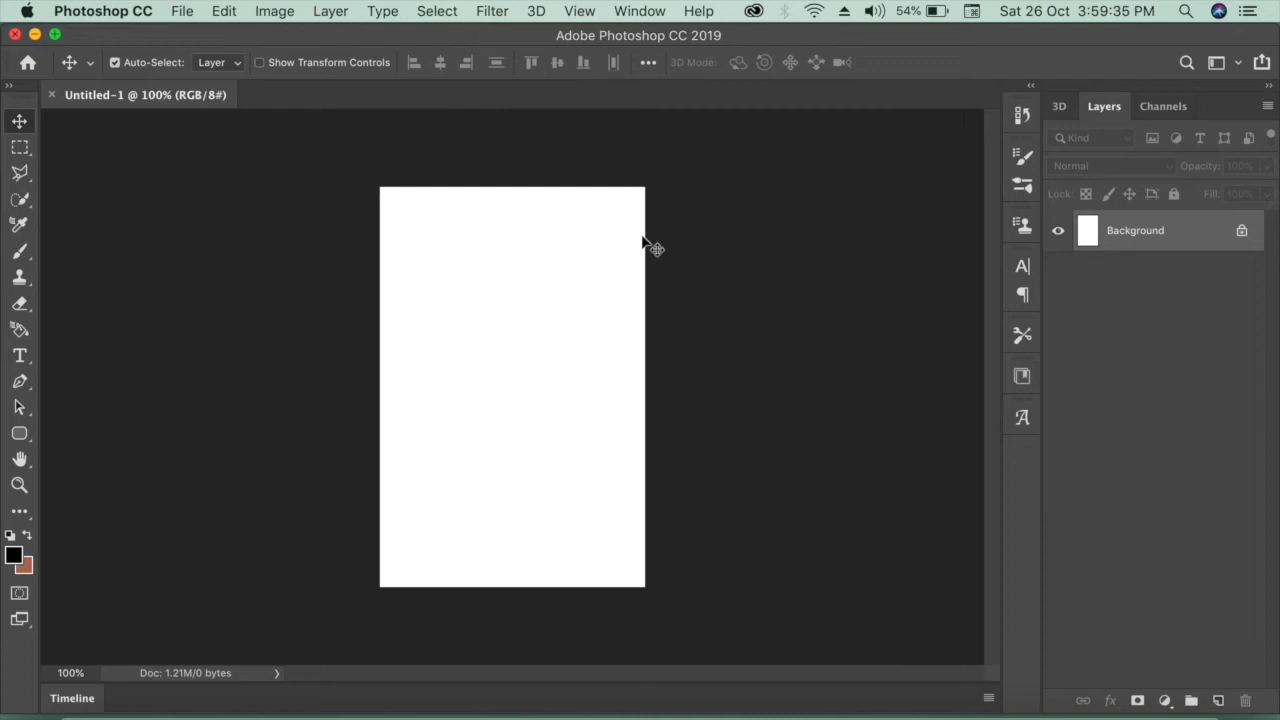 Photoshop CC File Edit Image Layer Type Select Filter 3D View Window Help 54% Sat 26 Oct 3:59:35 PM
Adobe Photoshop CC 2019
Auto-Select: Layer Show Transform Controls 3D Mode:
Untitled-1 @ 100% (RGB/8#)
3D Layers Channels
Kind
Normal Opacity: 100%
Lock: Fill: 100%
Background
100% Doc: 1.21M/0 bytes
Timeline